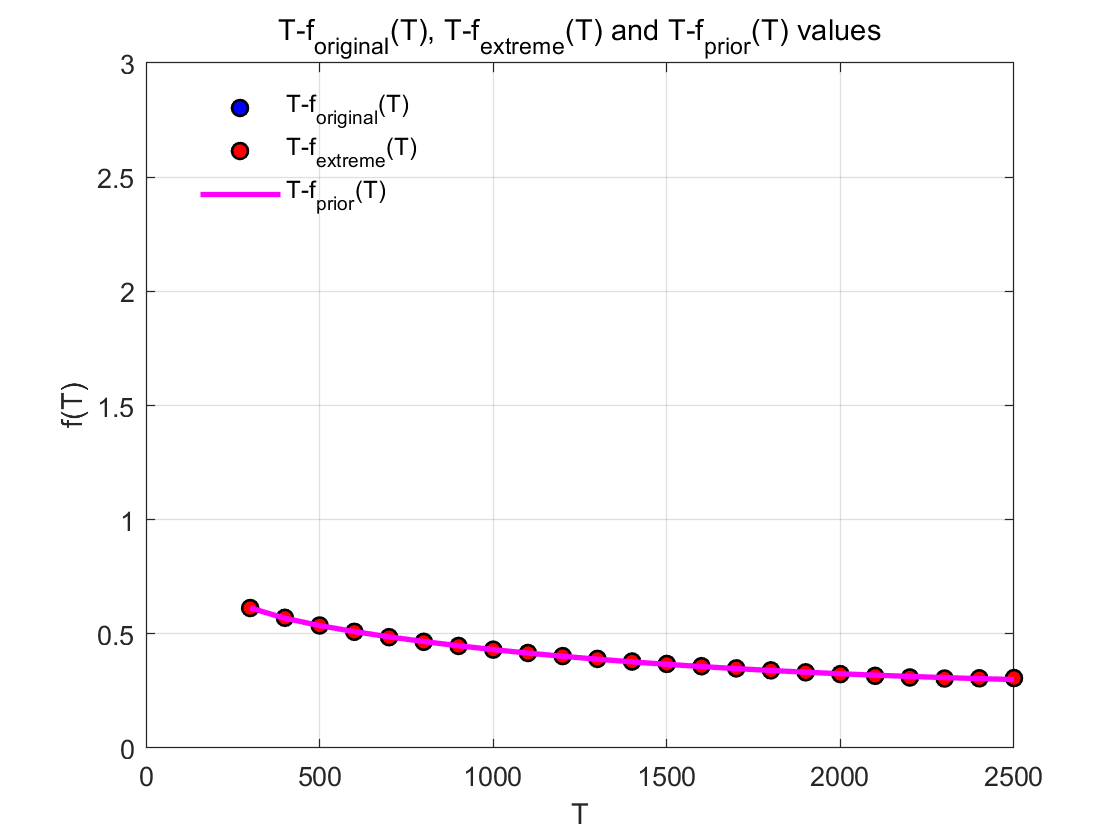 T-f_original(T), T-f_extreme(T) and T-f_prior(T) values
3
T-f_original(T)
T-f_extreme(T)
T-f_prior(T)
2.5
2
1.5
f(T)
1
0.5
0
0 500 1000 1500 2000 2500
T